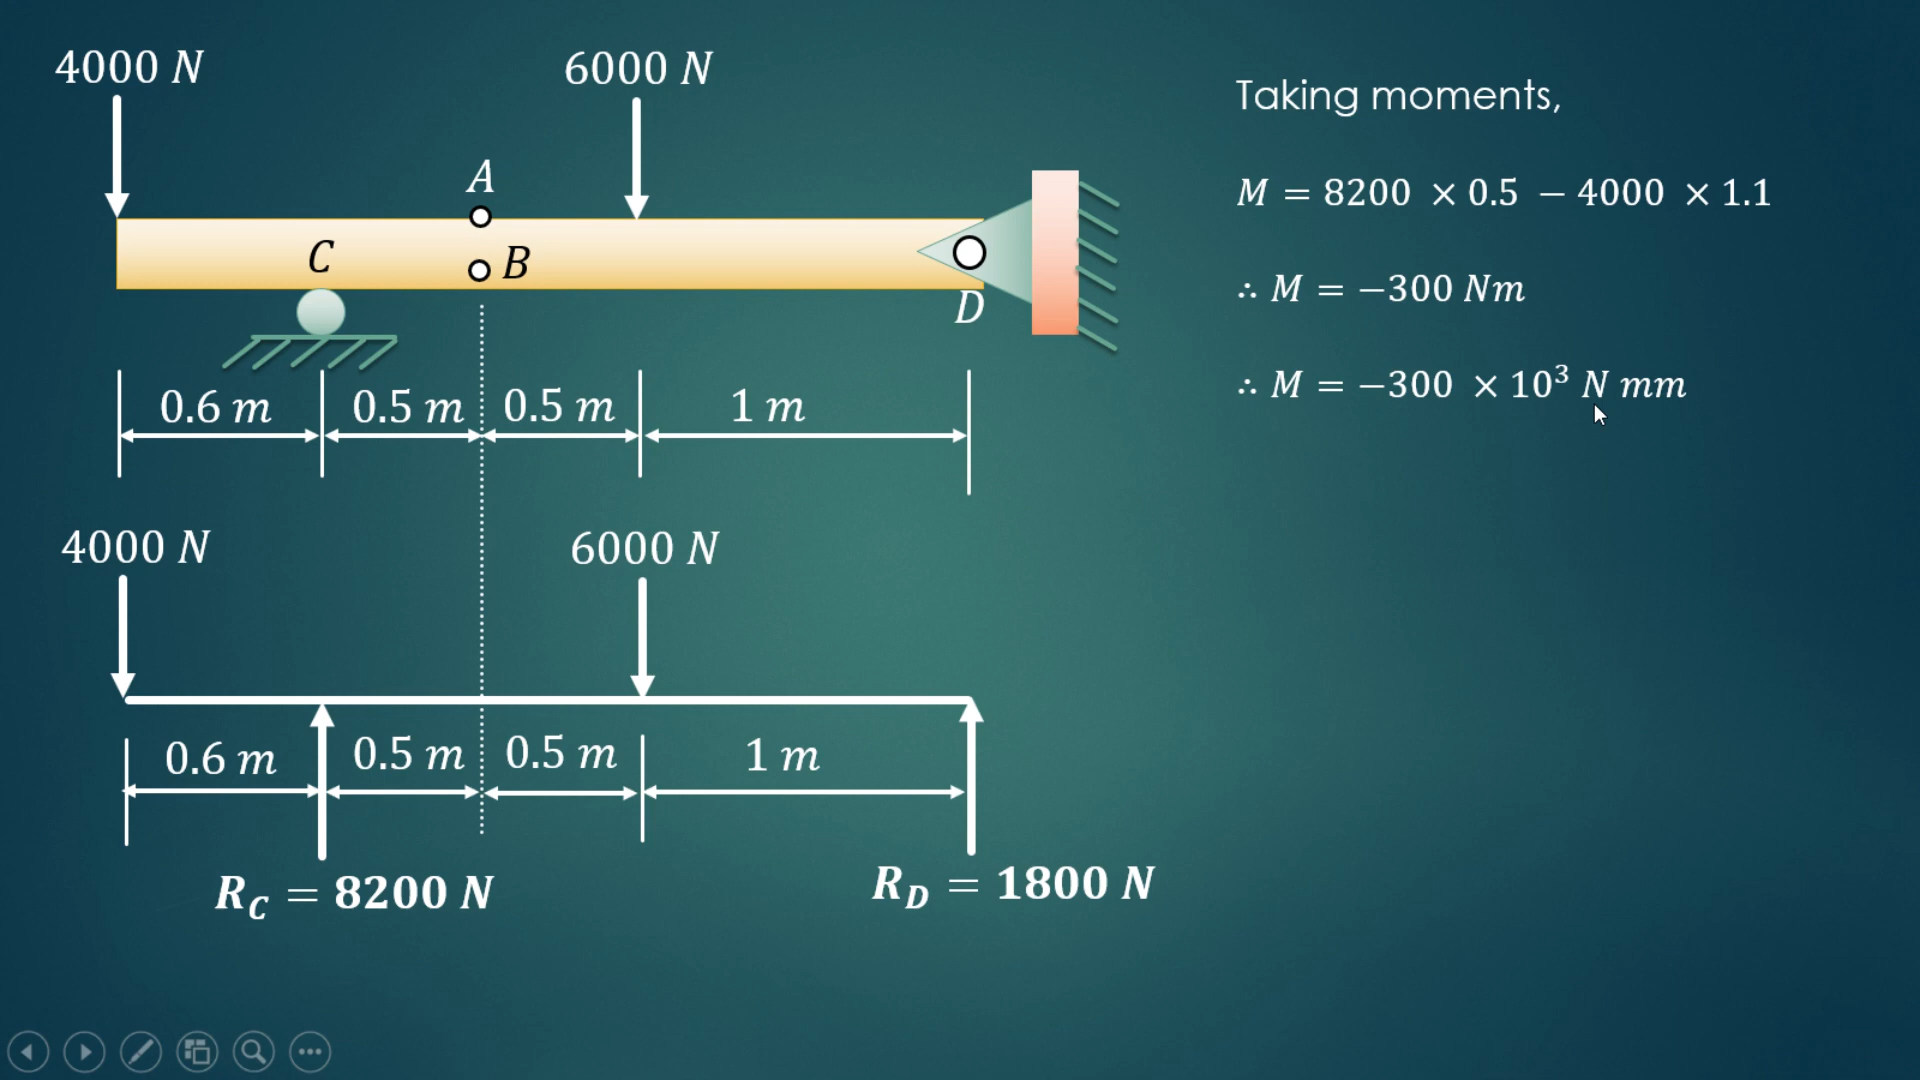 4000 N
6000 N
A
C
B
D
0.6 m
0.5 m
0.5 m
1 m
4000 N
6000 N
0.6 m
0.5 m
0.5 m
1 m
R_C = 8200 N
R_D = 1800 N
Taking moments,
M = 8200 × 0.5 − 4000 × 1.1
∴ M = −300 Nm
∴ M = −300 × 10³ N mm